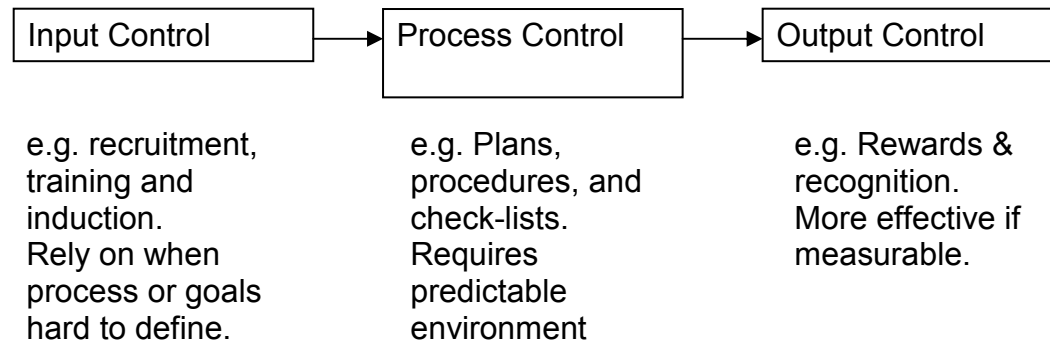 Input Control
Process Control
Output Control
e.g. recruitment,
training and
induction.
Rely on when
process or goals
hard to define.
e.g. Plans,
procedures, and
check-lists.
Requires
predictable
environment
e.g. Rewards &
recognition.
More effective if
measurable.